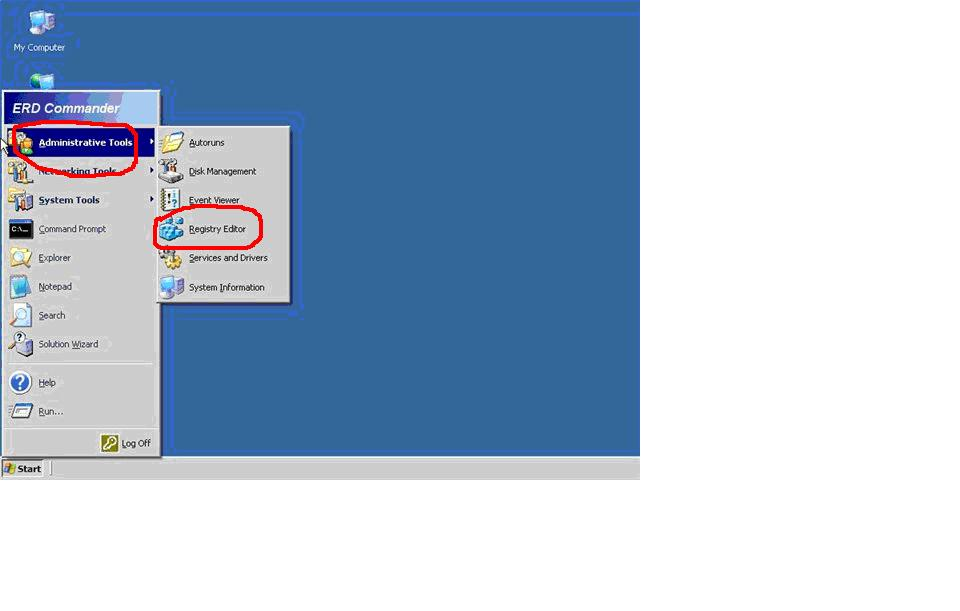 My Computer
ERD Commander
Administrative Tools
Networking Tools
System Tools
Command Prompt
Explorer
Notepad
Search
Solution Wizard
Help
Run...
Log Off
Autoruns
Disk Management
Event Viewer
Registry Editor
Services and Drivers
System Information
C:\_
Start